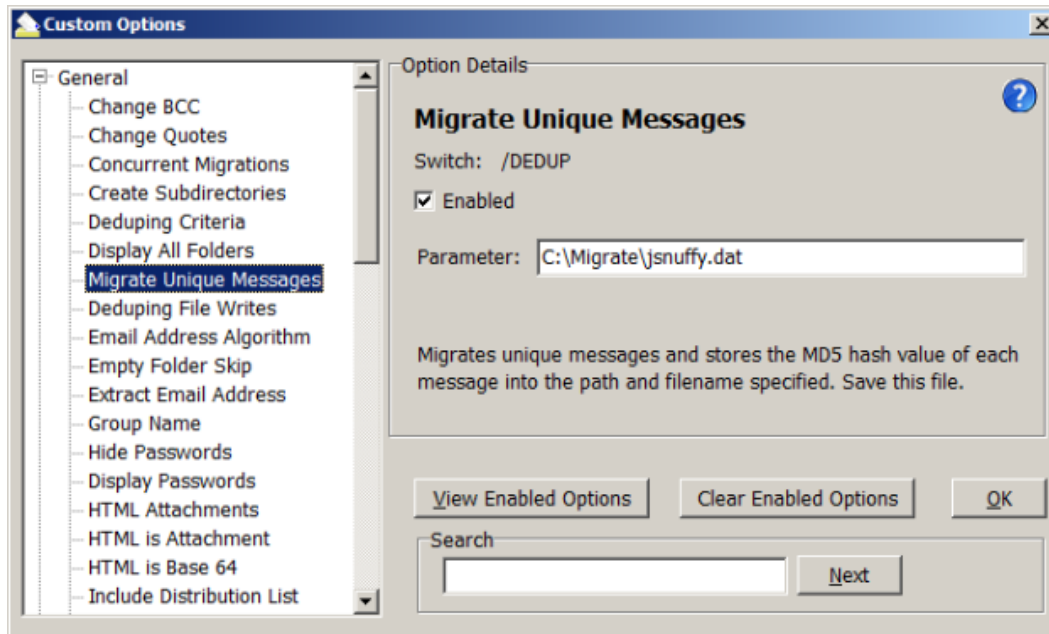 Custom Options
General
Change BCC
Change Quotes
Concurrent Migrations
Create Subdirectories
Deduping Criteria
Display All Folders
Migrate Unique Messages
Deduping File Writes
Email Address Algorithm
Empty Folder Skip
Extract Email Address
Group Name
Hide Passwords
Display Passwords
HTML Attachments
HTML is Attachment
HTML is Base 64
Include Distribution List
Option Details
Migrate Unique Messages
Switch: /DEDUP
Enabled
Parameter: C:\Migrate\jsnuffy.dat
Migrates unique messages and stores the MD5 hash value of each
message into the path and filename specified. Save this file.
View Enabled Options Clear Enabled Options OK
Search
Next